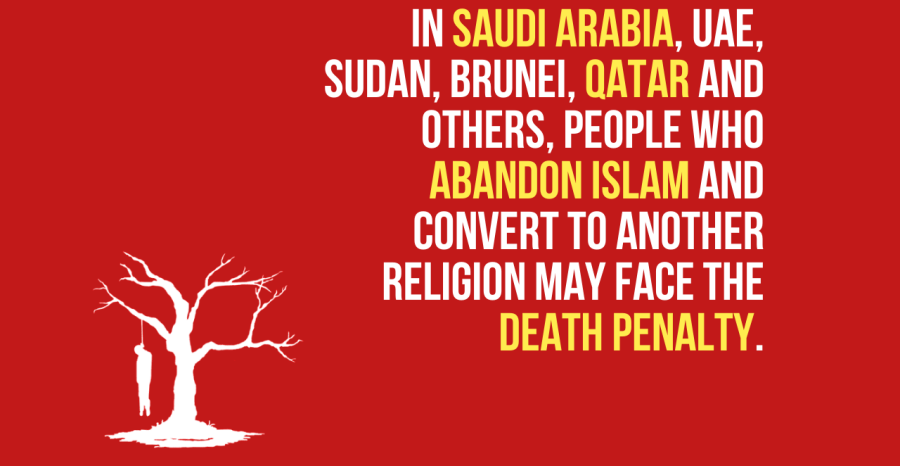 IN SAUDI ARABIA, UAE,
SUDAN, BRUNEI, QATAR AND
OTHERS, PEOPLE WHO
ABANDON ISLAM AND
CONVERT TO ANOTHER
RELIGION MAY FACE THE
DEATH PENALTY.